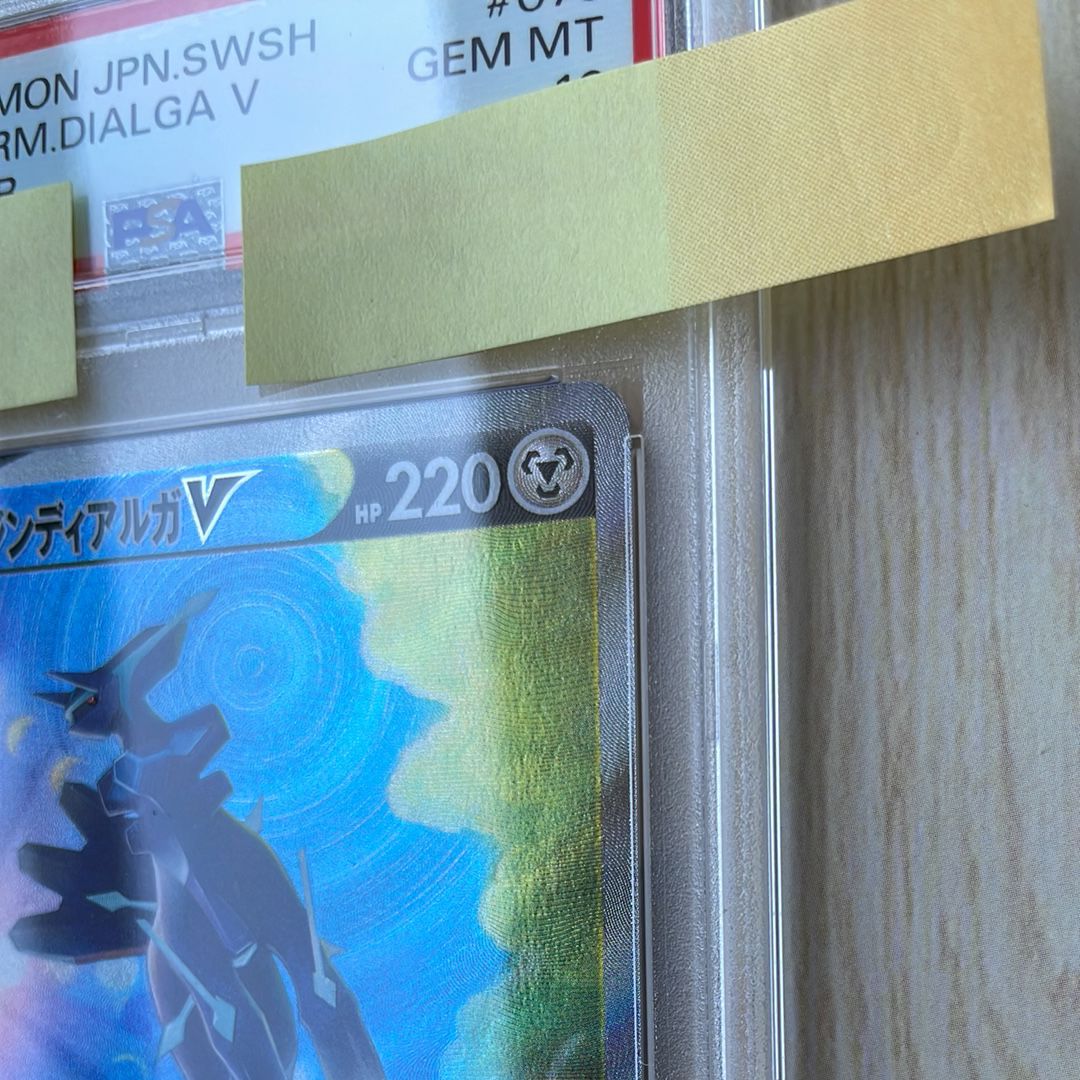 MON JPN.SWSH
RM.DIALGA V
GEM MT
PSA
ンディアルガV
HP 220